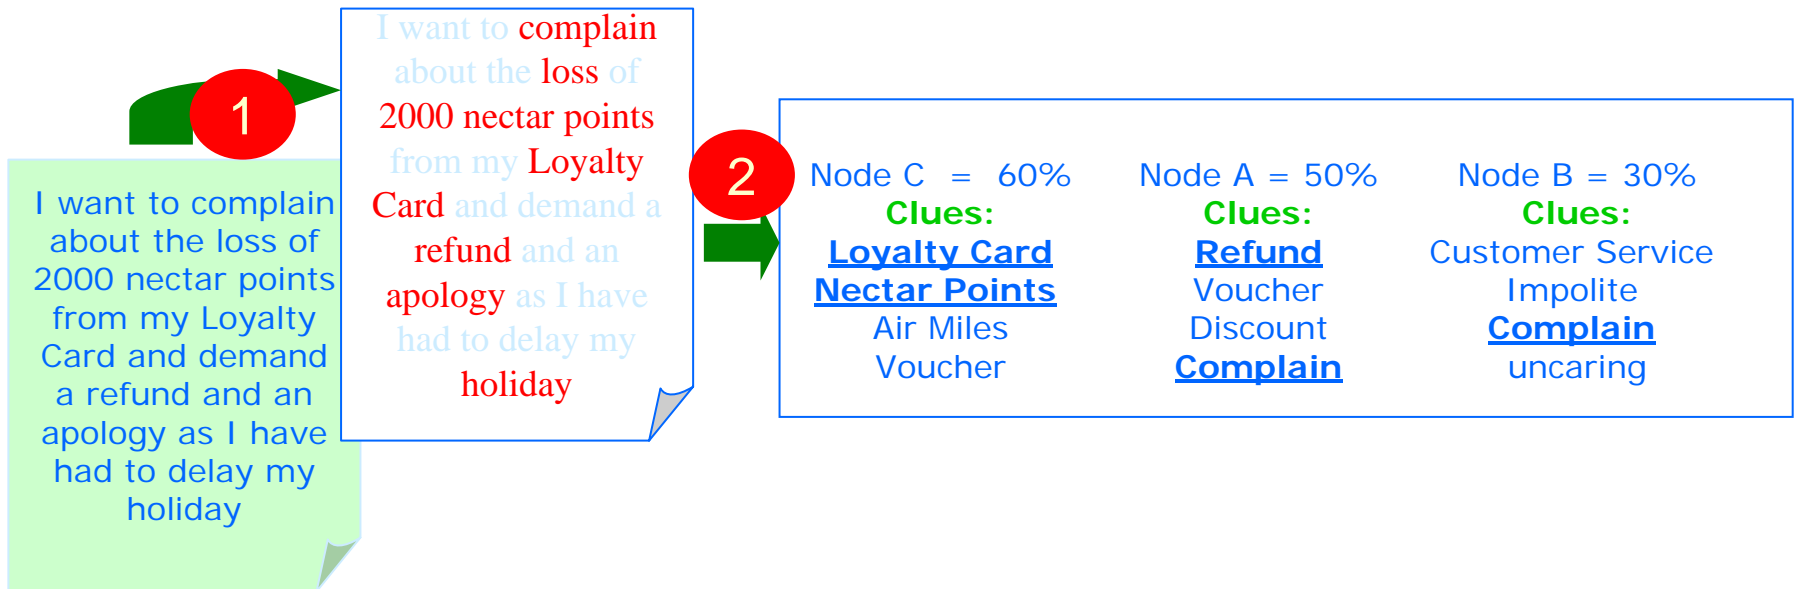 1
I want to complain
about the loss of
2000 nectar points
from my Loyalty
Card and demand
a refund and an
apology as I have
had to delay my
holiday
I want to complain
about the loss of
2000 nectar points
from my Loyalty
Card and demand a
refund and an
apology as I have
had to delay my
holiday
2
Node C = 60%
Clues:
Loyalty Card
Nectar Points
Air Miles
Voucher
Node A = 50%
Clues:
Refund
Voucher
Discount
Complain
Node B = 30%
Clues:
Customer Service
Impolite
Complain
uncaring